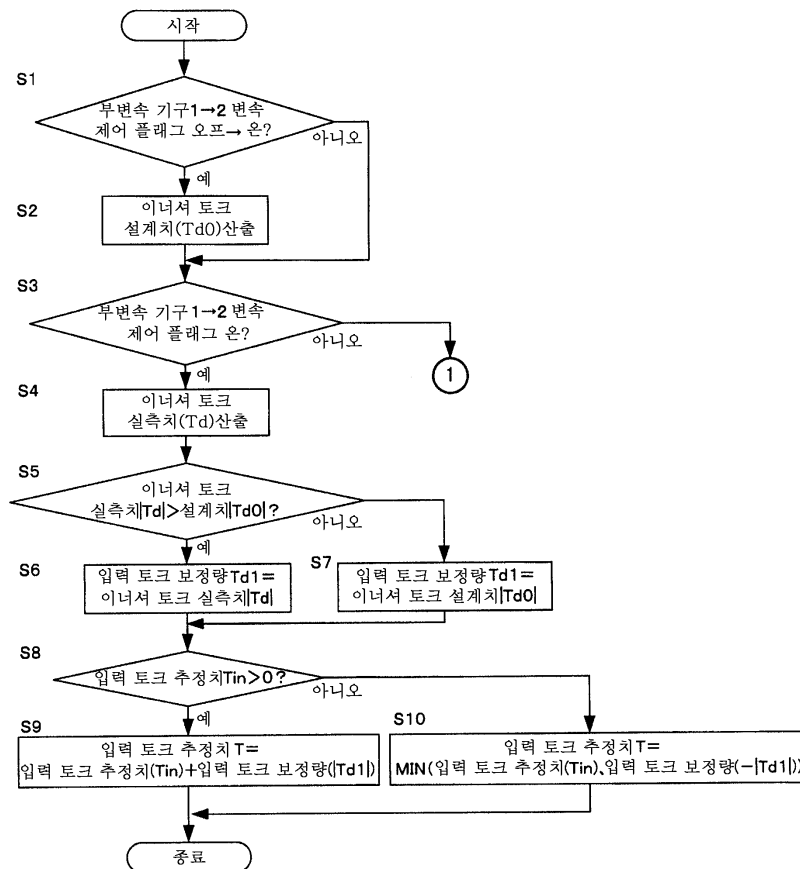 시작
S1
부변속 기구1→2 변속
제어 플래그 오프→ 온?
아니오
예
S2
이너셔 토크
설계치(Td0)산출
S3
부변속 기구1→2 변속
제어 플래그 온?
아니오
1
예
S4
이너셔 토크
실측치(Td)산출
S5
이너셔 토크
실측치|Td|>설계치|Td0|?
아니오
예
S6
입력 토크 보정량Td1=
이너셔 토크 실측치|Td|
S7
입력 토크 보정량Td1=
이너셔 토크 설계치|Td0|
S8
입력 토크 추정치Tin>0?
아니오
예
S9
입력 토크 추정치T=
입력 토크 추정치(Tin)+입력 토크 보정량(|Td1|)
S10
입력 토크 추정치T=
MIN(입력 토크 추정치(Tin)、입력 토크 보정량(-|Td1|))
종료